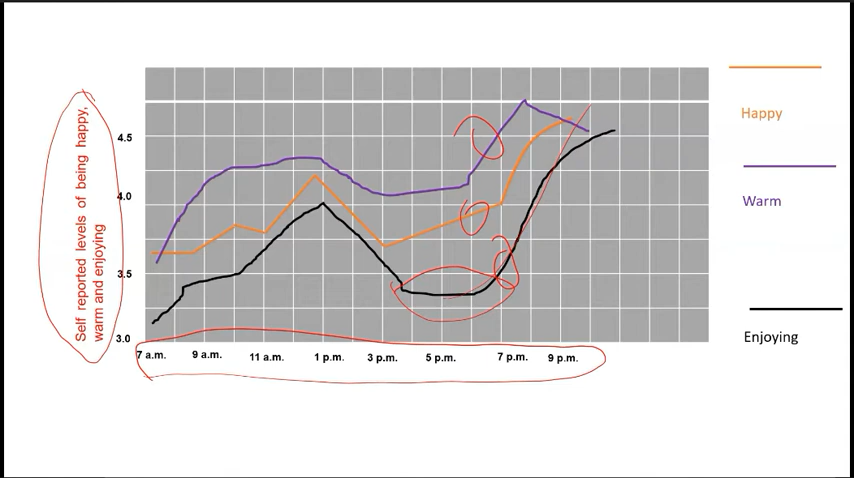 Self reported levels of being happy,
warm and enjoying
4.5
4.0
3.5
3.0
7 a.m. 9 a.m. 11 a.m. 1 p.m. 3 p.m. 5 p.m. 7 p.m. 9 p.m.
Happy
Warm
Enjoying